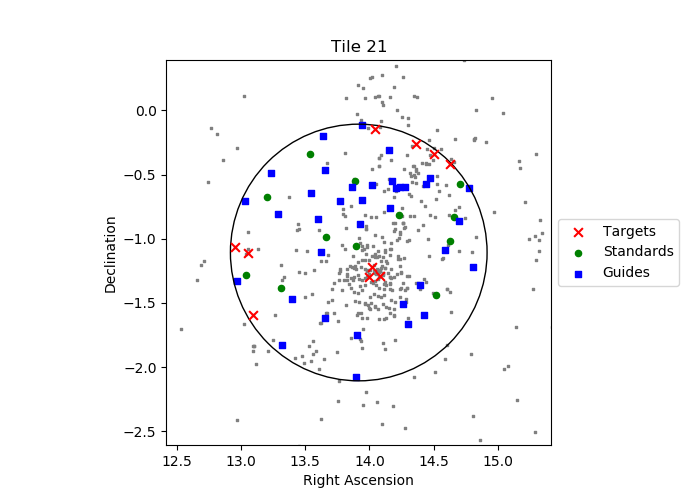 Tile 21
0.0
−0.5
−1.0
−1.5
−2.0
−2.5
Declination
12.5 13.0 13.5 14.0 14.5 15.0
Right Ascension
Targets
Standards
Guides